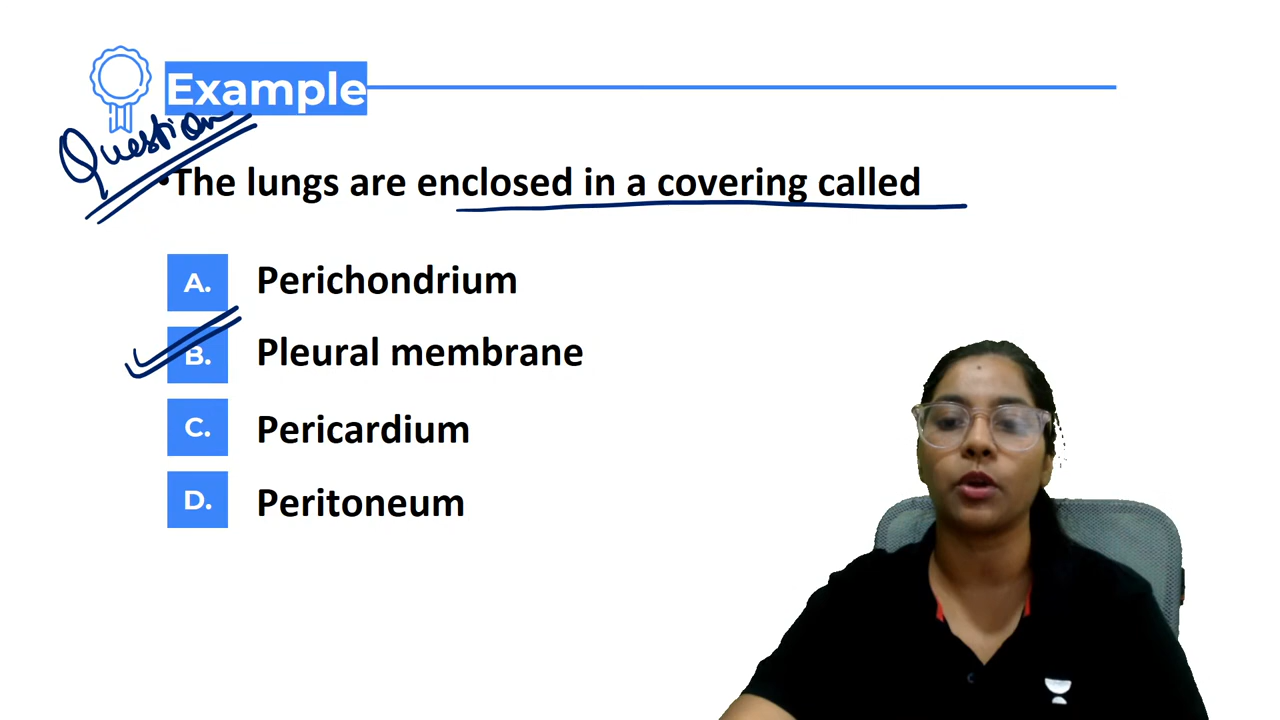 Example
Question
•The lungs are enclosed in a covering called
A. Perichondrium
B. Pleural membrane
C. Pericardium
D. Peritoneum